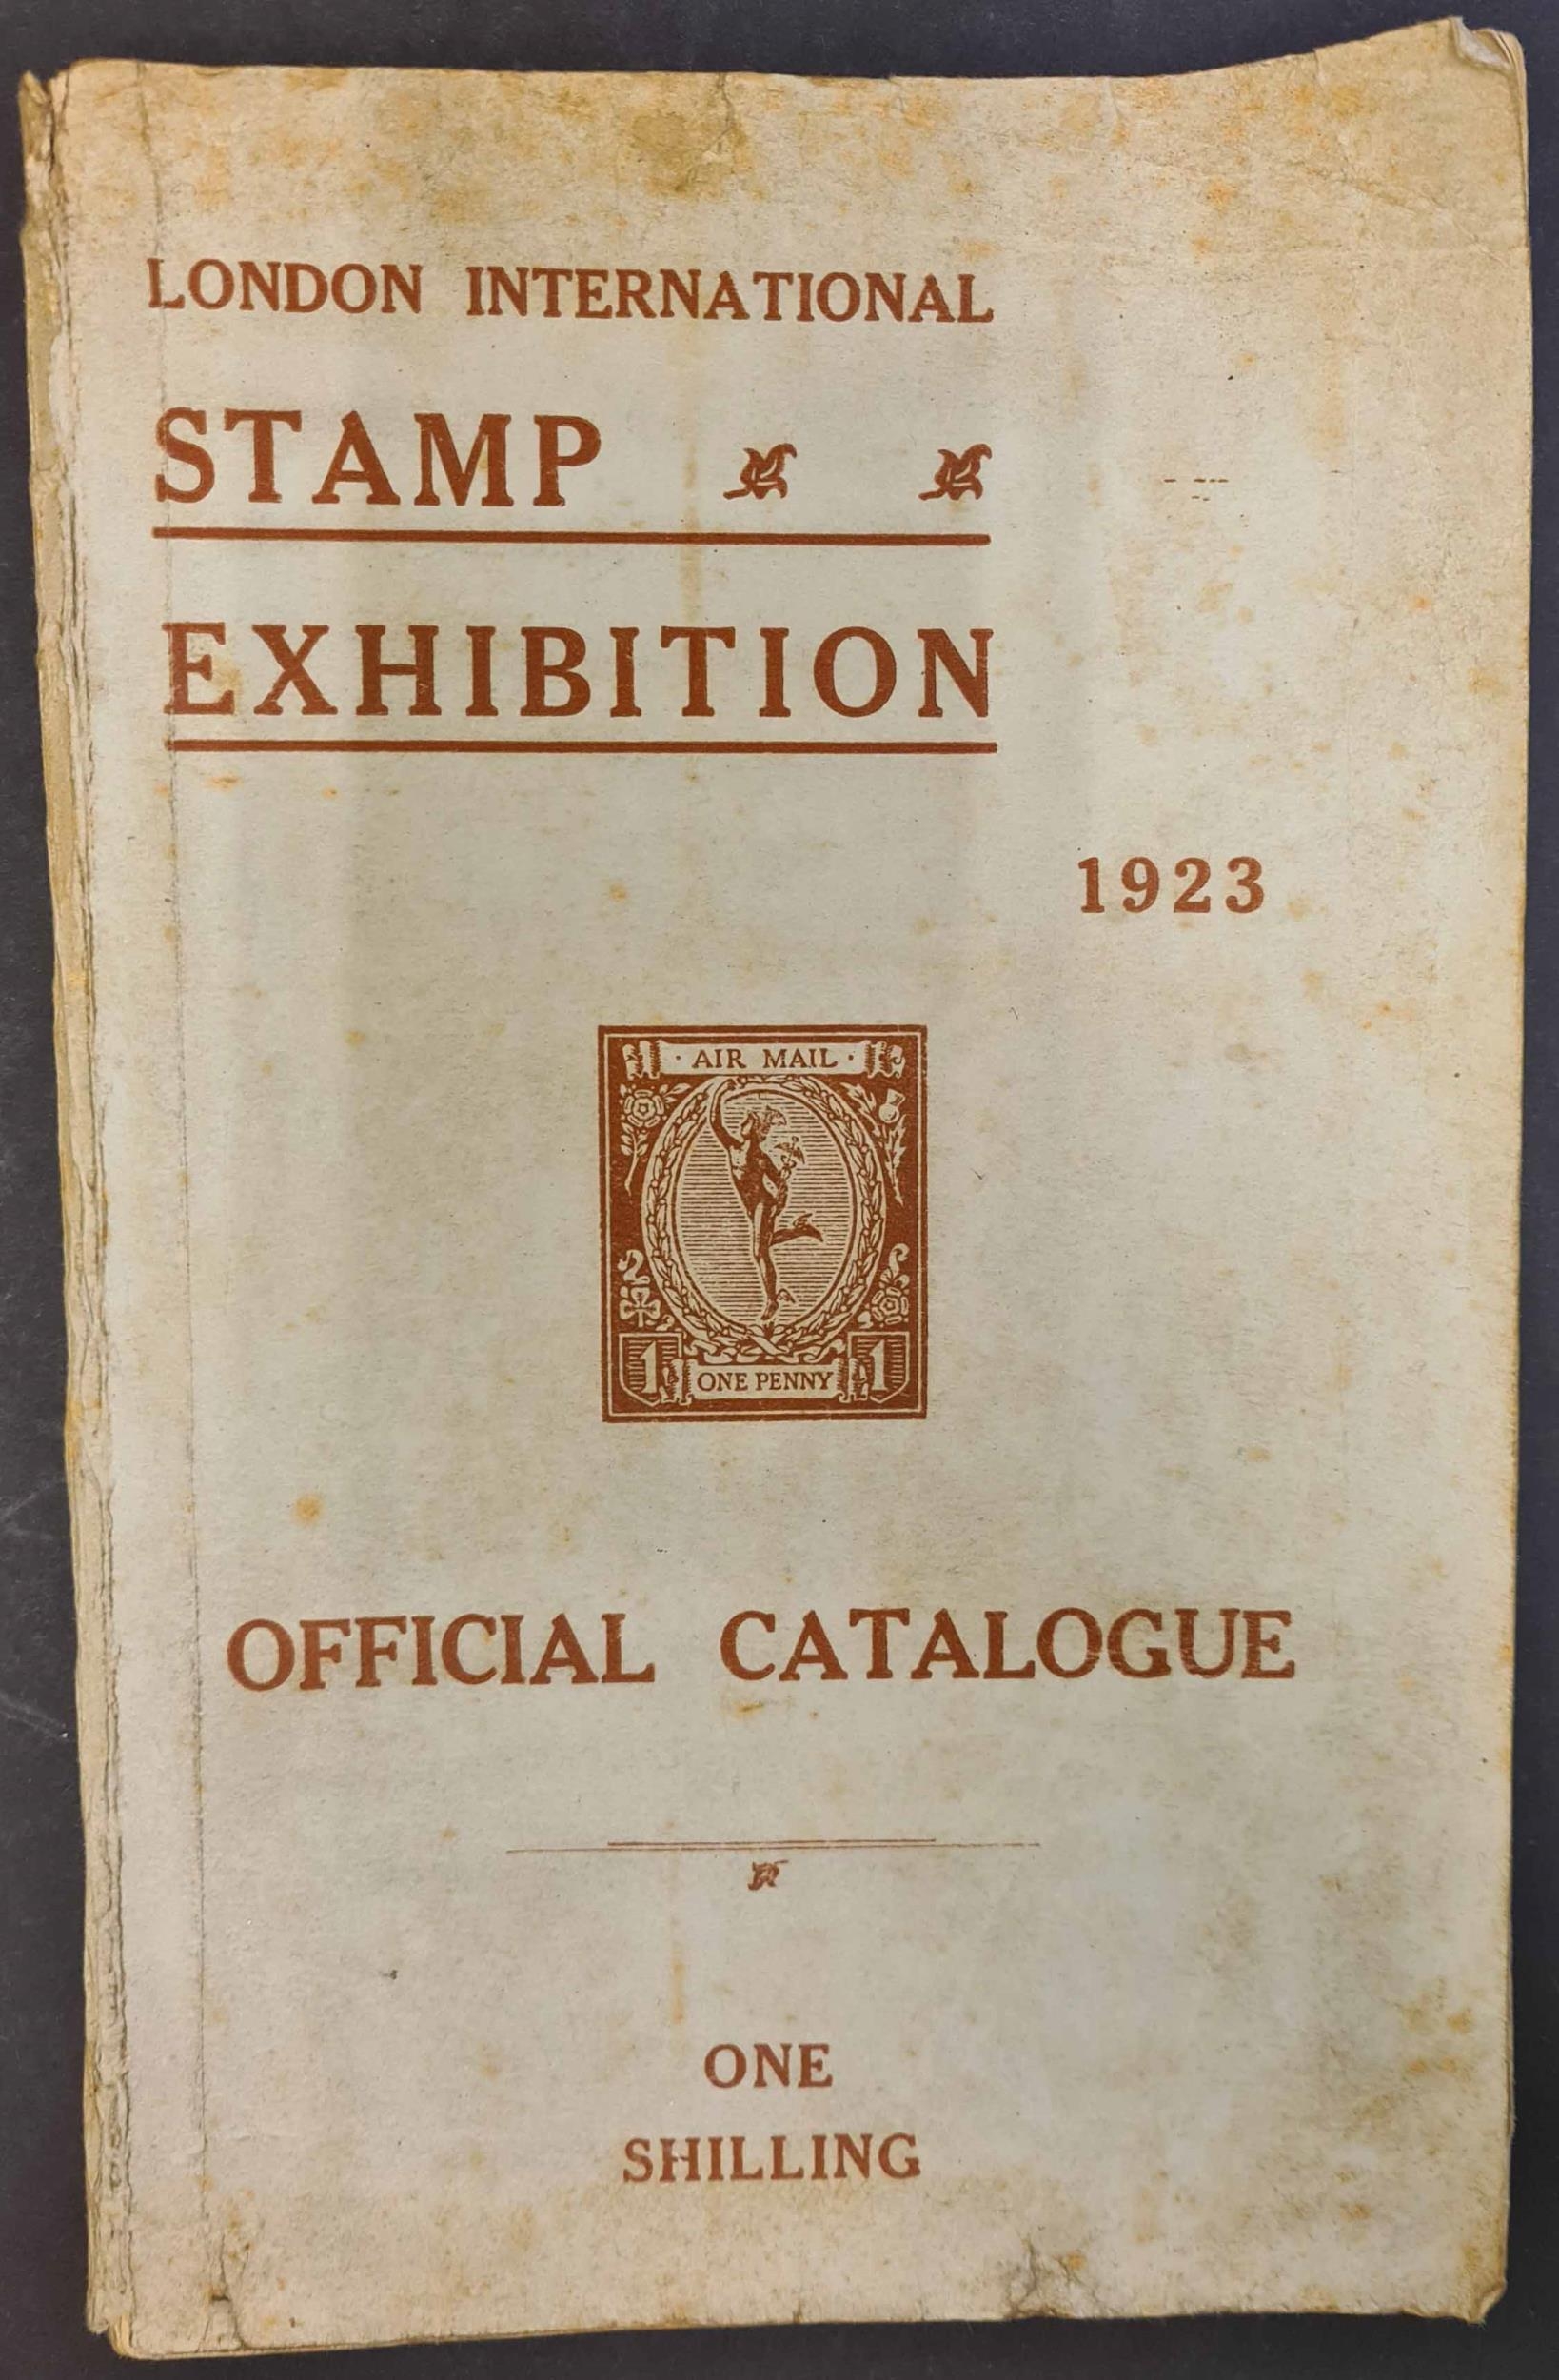 LONDON INTERNATIONAL
STAMP
EXHIBITION
1923
· AIR MAIL ·
1 ONE PENNY 1
OFFICIAL CATALOGUE
ONE
SHILLING